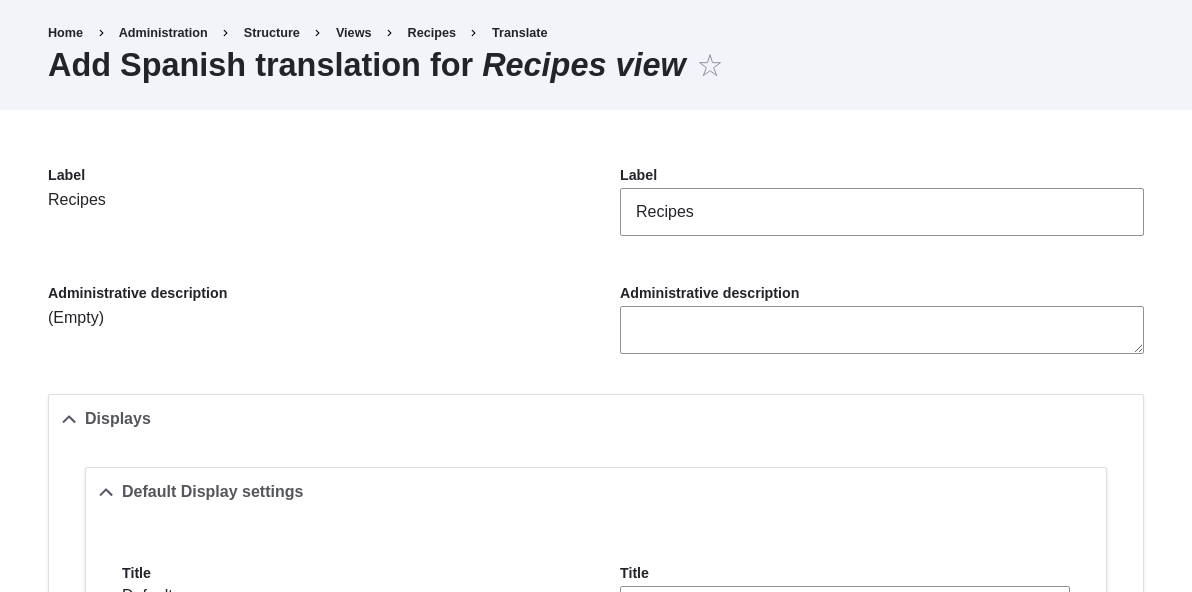 Home > Administration > Structure > Views > Recipes > Translate
Add Spanish translation for Recipes view
Label
Recipes
Label
Recipes
Administrative description
(Empty)
Administrative description
Displays
Default Display settings
Title
Default
Title